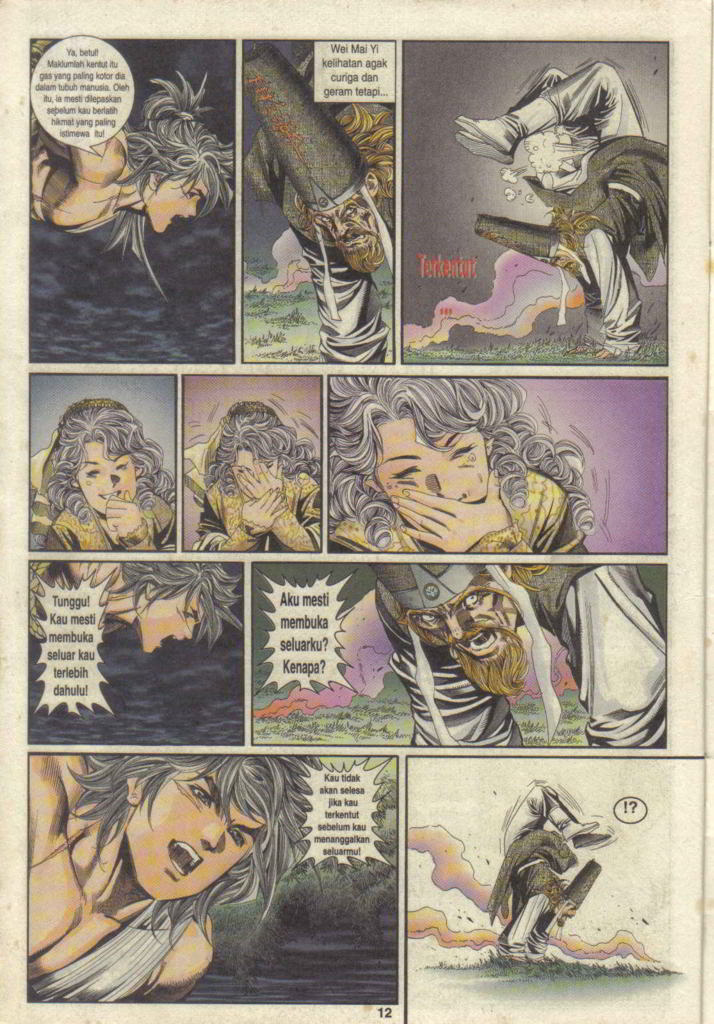 Ya, betul!
Maklumlah kentut itu
gas yang paling kotor dia
dalam tubuh manusia. Oleh
itu, ia mesti dilepaskan
sebelum kau berlatih
hikmat yang paling
istimewa itu!
Wei Mai Yi
kelihatan agak
curiga dan
geram tetapi...
Terkentut
!!!
Tunggu!
Kau mesti
membuka
seluar kau
terlebih
dahulu!
Aku mesti
membuka
seluarku?
Kenapa?
Kau tidak
akan selesa
jika kau
terkentut
sebelum kau
menanggalkan
seluarmu!
!?
12